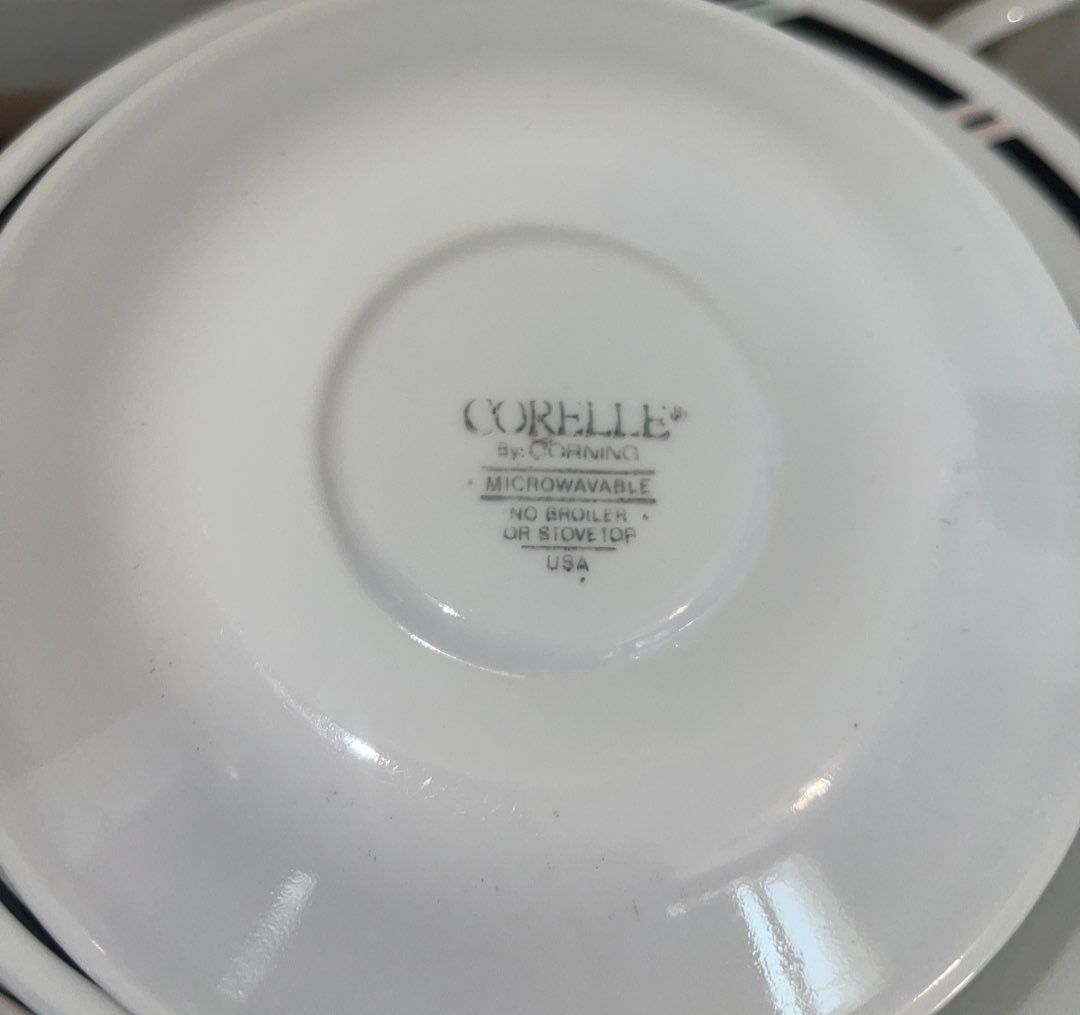 CORELLE®
By: CORNING
MICROWAVABLE
NO BROILER
OR STOVETOP
USA